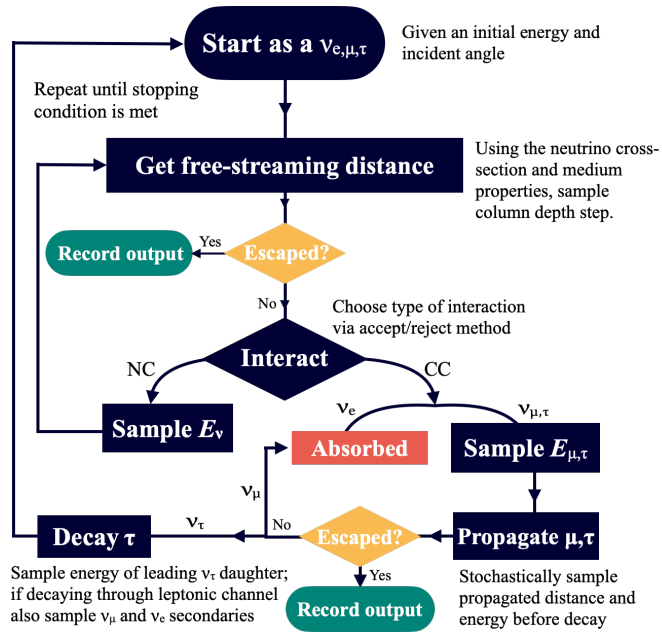 Start as a νe,μ,τ
Given an initial energy and
incident angle
Repeat until stopping
condition is met
Get free-streaming distance
Using the neutrino cross-
section and medium
properties, sample
column depth step.
Record output
Yes
Escaped?
No
Choose type of interaction
via accept/reject method
Interact
NC
CC
Sample Eν
νe
νμ,τ
Absorbed
Sample Eμ,τ
νμ
Decay τ
ντ
No
Escaped?
Propagate μ,τ
Yes
Sample energy of leading ντ daughter;
if decaying through leptonic channel
also sample νμ and νe secondaries
Record output
Stochastically sample
propagated distance and
energy before decay